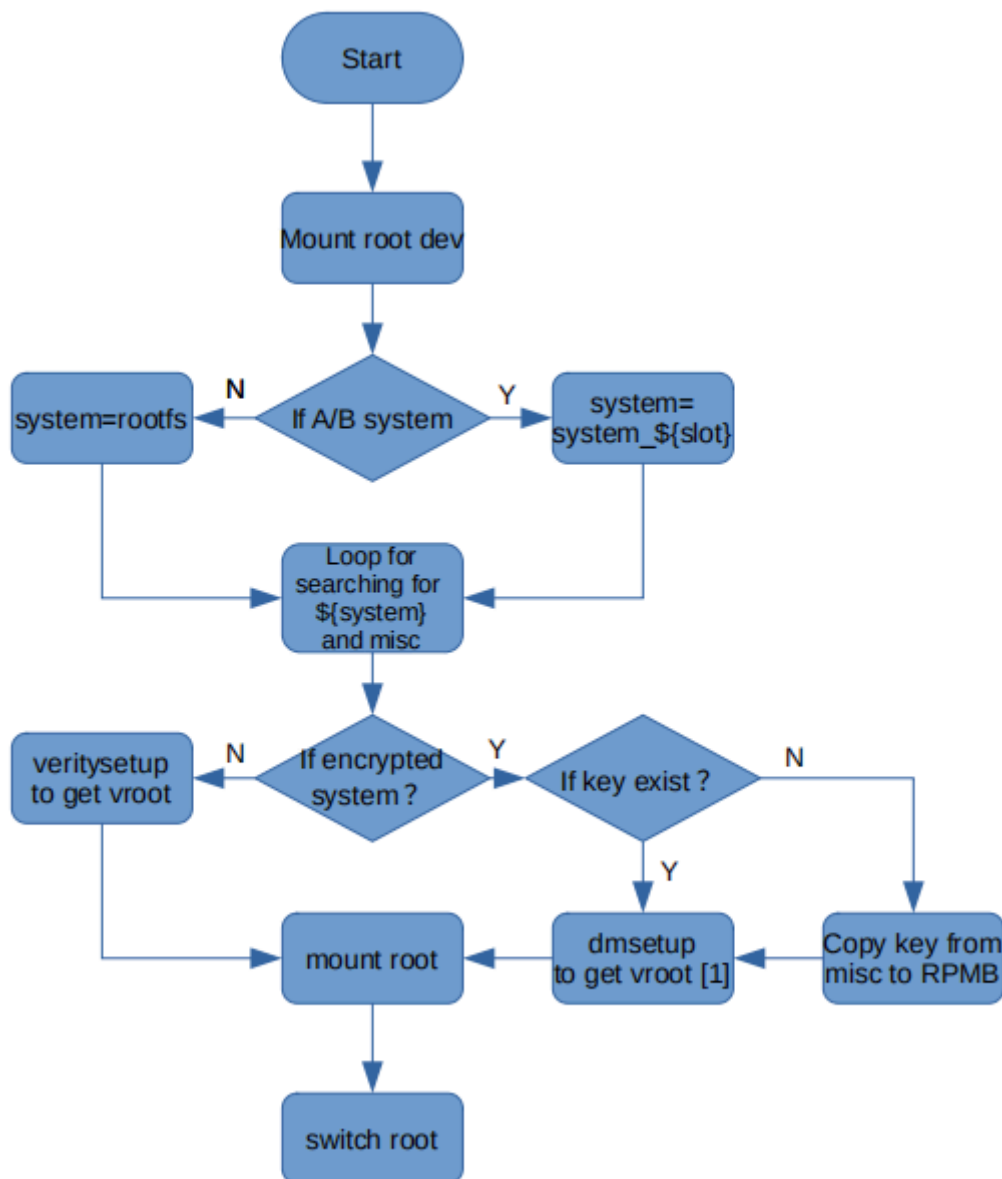 Start
Mount root dev
N
Y
system=rootfs
If A/B system
system=
system_${slot}
Loop for
searching for
${system}
and misc
N
Y
N
veritysetup
to get vroot
If encrypted
system？
If key exist？
Y
mount root
dmsetup
to get vroot [1]
Copy key from
misc to RPMB
switch root